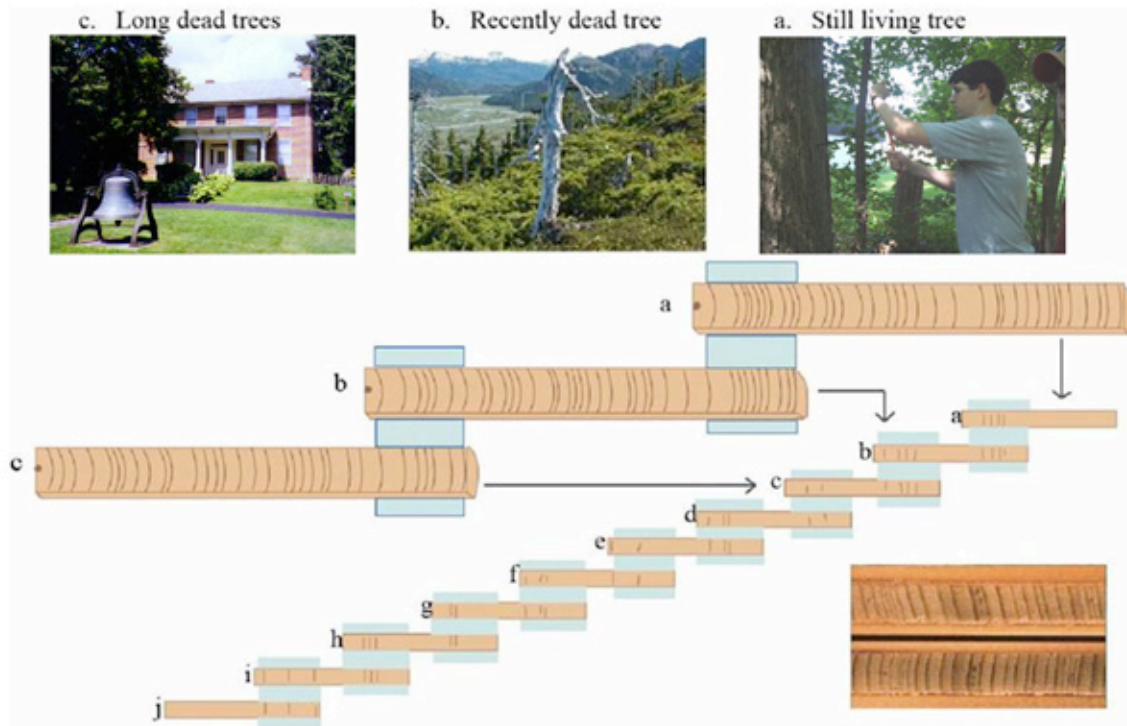 c. Long dead trees
b. Recently dead tree
a. Still living tree
a
b
c
a
b
c
d
e
f
g
h
i
j